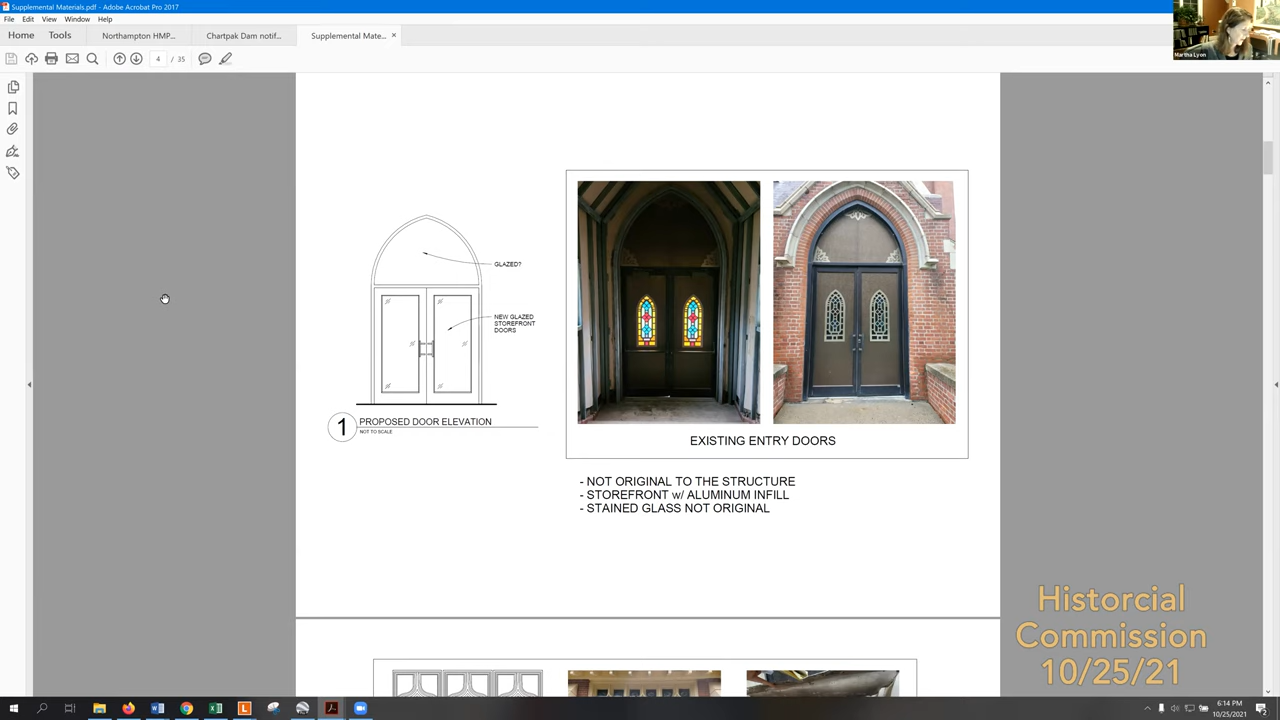 Supplemental Materials.pdf - Adobe Acrobat Pro 2017
File Edit View Window Help
Home Tools Northampton HMP... Chartpak Dam notif... Supplemental Mate... ×
4 / 35
Martha Lyon
GLAZED?
NEW GLAZED
STOREFRONT
DOORS
1 PROPOSED DOOR ELEVATION
NOT TO SCALE
EXISTING ENTRY DOORS
- NOT ORIGINAL TO THE STRUCTURE
- STOREFRONT w/ ALUMINUM INFILL
- STAINED GLASS NOT ORIGINAL
Historcial
Commission
10/25/21
6:14 PM
10/25/2021